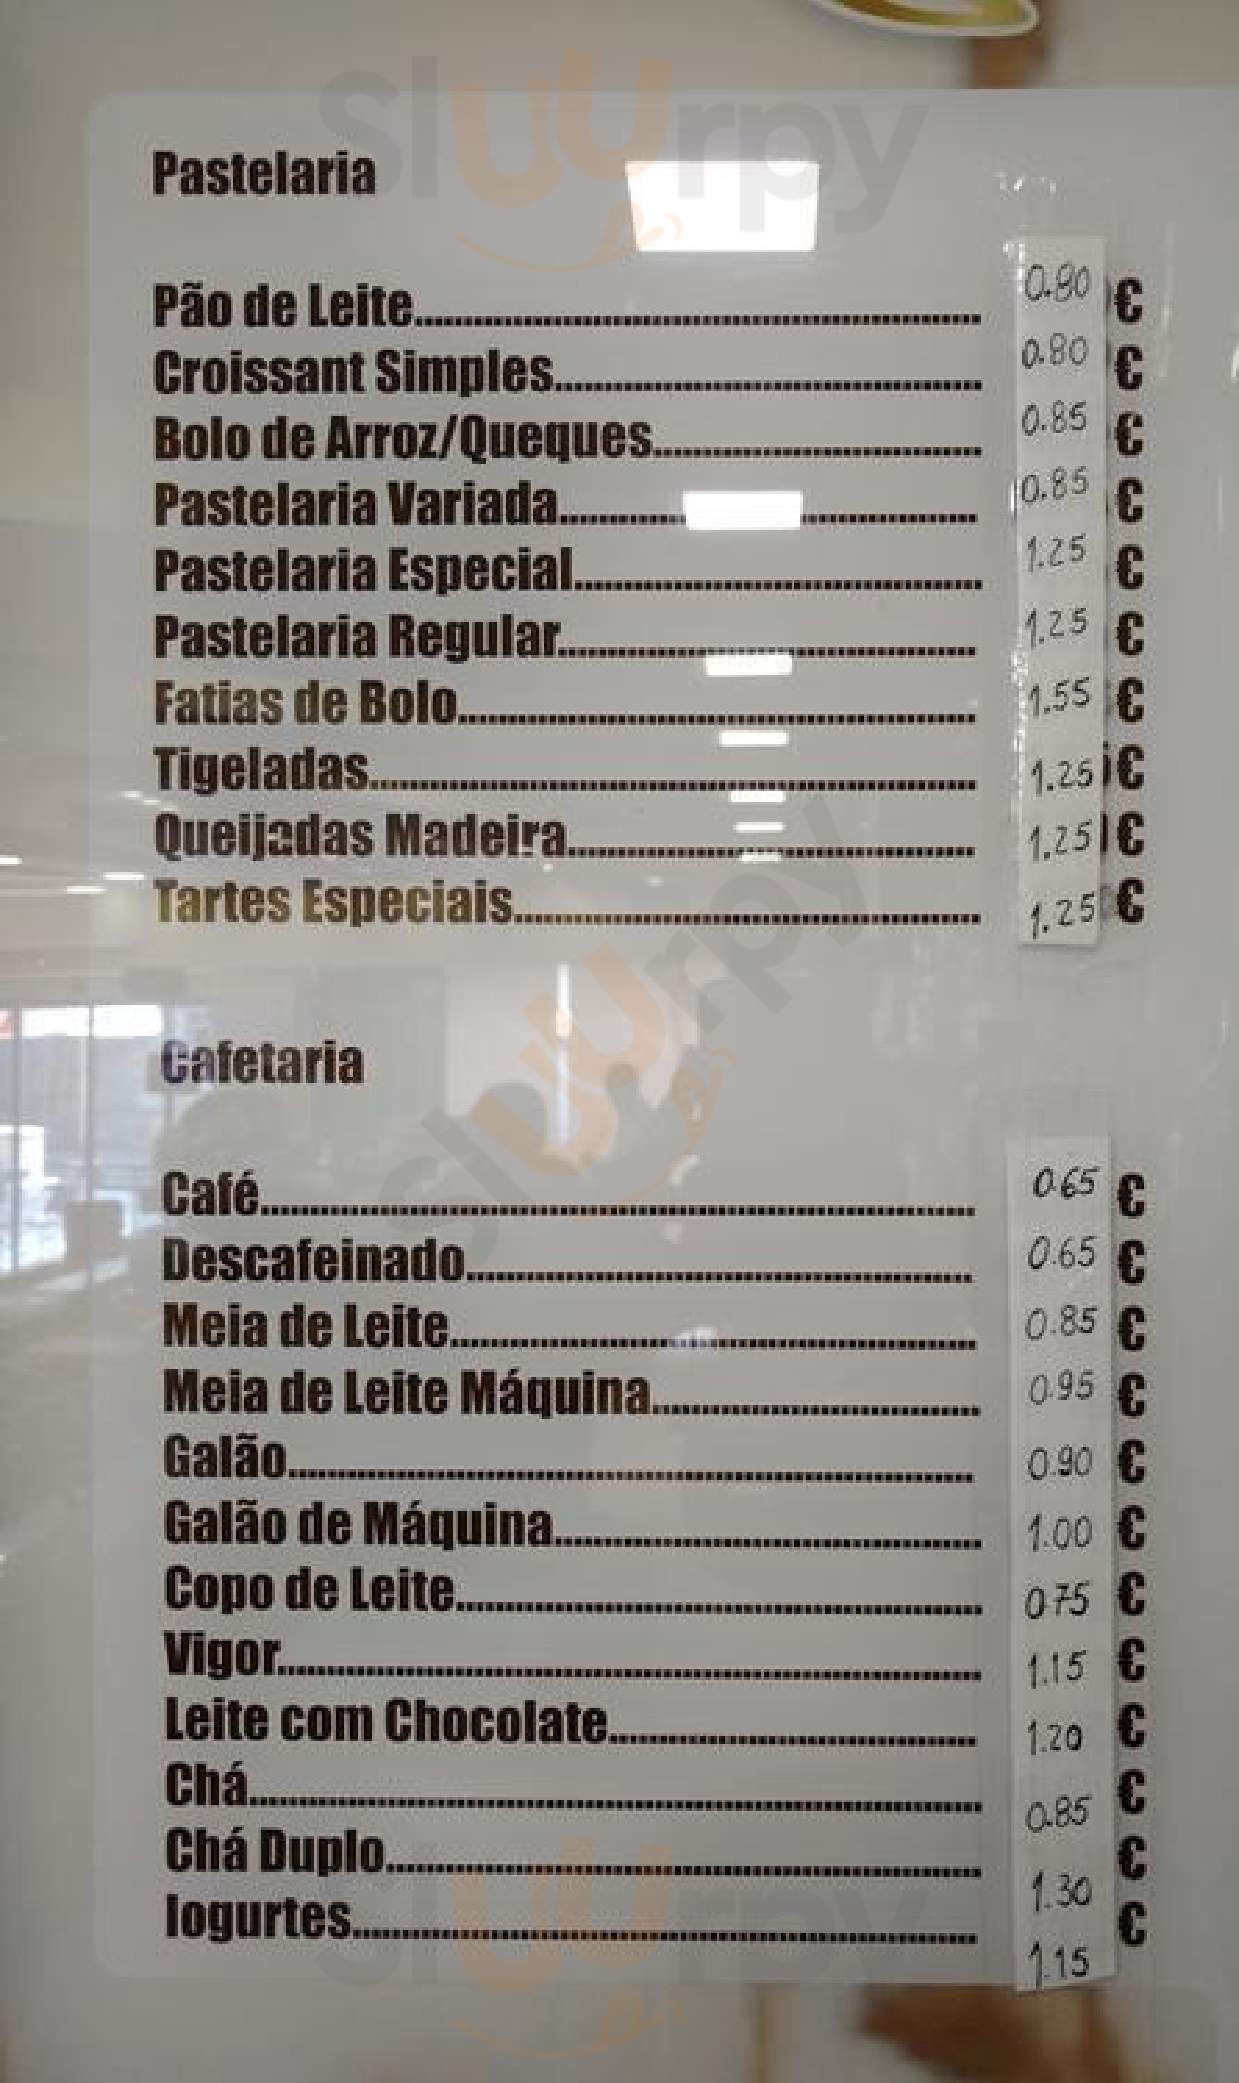 Sluurpy
Pastelaria
Pão de Leite.......................................................... 0.80 €
Croissant Simples............................................ 0.80 €
Bolo de Arroz/Queques.................................. 0.85 €
Pastelaria Variada........................................... 0.85 €
Pastelaria Especial.......................................... 1.25 €
Pastelaria Regular........................................... 1.25 €
Fatias de Bolo..................................................... 1.55 €
Tigeladas.............................................................. 1.25 €
Queijadas Madeira.......................................... 1.25 €
Tartes Especiais................................................ 1.25 €
Sluurpy
Cafetaria
Café......................................................................... 0.65 €
Descafeinado.................................................... 0.65 €
Meia de Leite...................................................... 0.85 €
Meia de Leite Máquina.................................. 0.95 €
Galão...................................................................... 0.90 €
Galão de Máquina............................................ 1.00 €
Copo de Leite...................................................... 0.75 €
Vigor........................................................................ 1.15 €
Leite com Chocolate...................................... 1.20 €
Chá........................................................................... 0.85 €
Chá Duplo............................................................. 1.30 €
Iogurtes................................................................ 1.15 €
Sluurpy